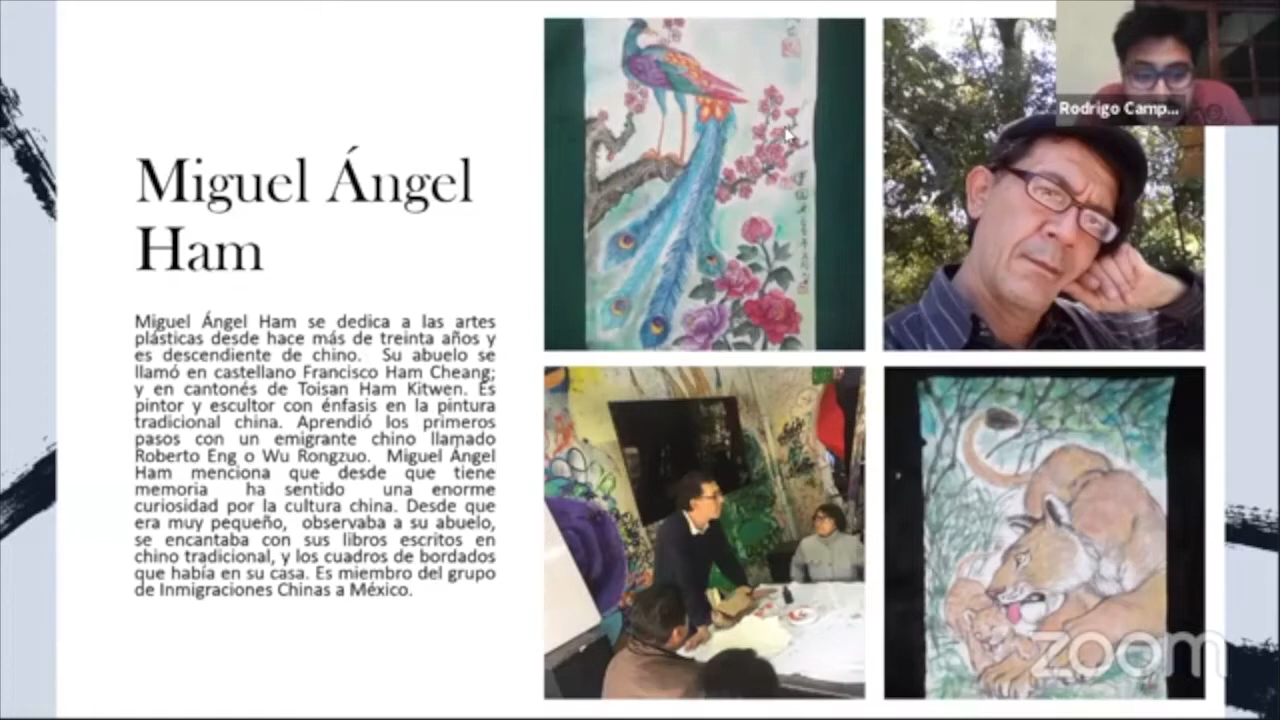 Miguel Ángel
Ham
Miguel Ángel Ham se dedica a las artes
plásticas desde hace más de treinta años y
es descendiente de chino. Su abuelo se
llamó en castellano Francisco Ham Cheang;
y en cantonés de Toisan Ham Kitwen. Es
pintor y escultor con énfasis en la pintura
tradicional china. Aprendió los primeros
pasos con un emigrante chino llamado
Roberto Eng o Wu Rongzuo. Miguel Ángel
Ham menciona que desde que tiene
memoria ha sentido una enorme
curiosidad por la cultura china. Desde que
era muy pequeño, observaba a su abuelo,
se encantaba con sus libros escritos en
chino tradicional, y los cuadros de bordados
que había en su casa. Es miembro del grupo
de Inmigraciones Chinas a México.
Rodrigo Camp...
zoom